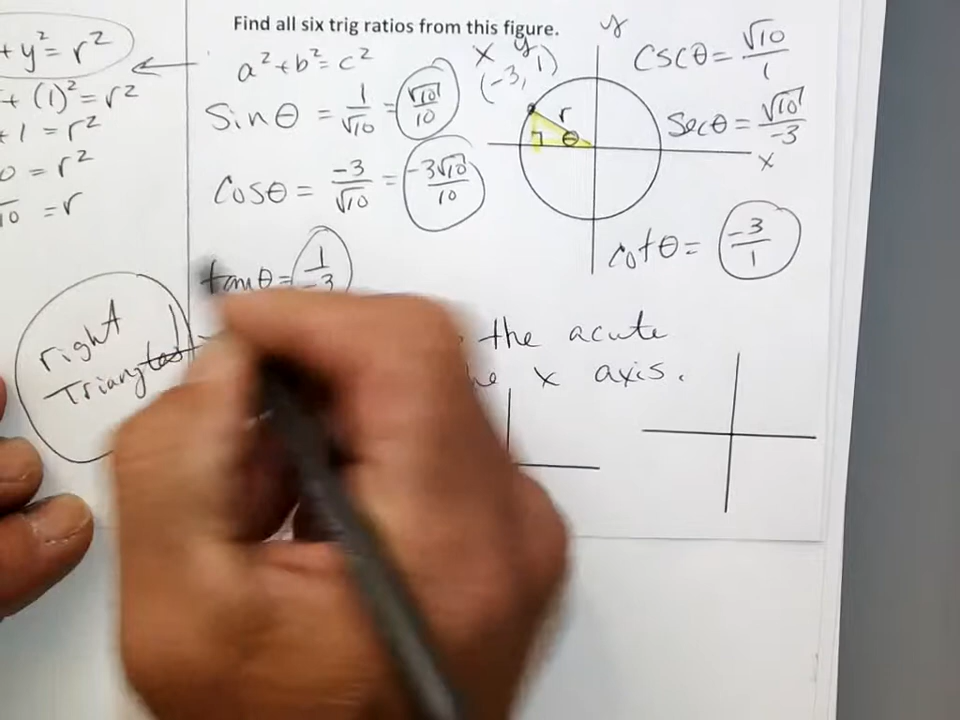 Find all six trig ratios from this figure.
+ y² = r²
+ (1)² = r²
+ 1 = r²
0 = r²
10 = r
a² + b² = c²
sin θ = 1/√10 = √10/10
cos θ = -3/√10 = -3√10/10
tan θ = 1/-3
x y
(-3, 1)
r
θ
y
x
csc θ = √10/1
sec θ = √10/-3
cot θ = -3/1
right
Triang
the acute
he x axis.